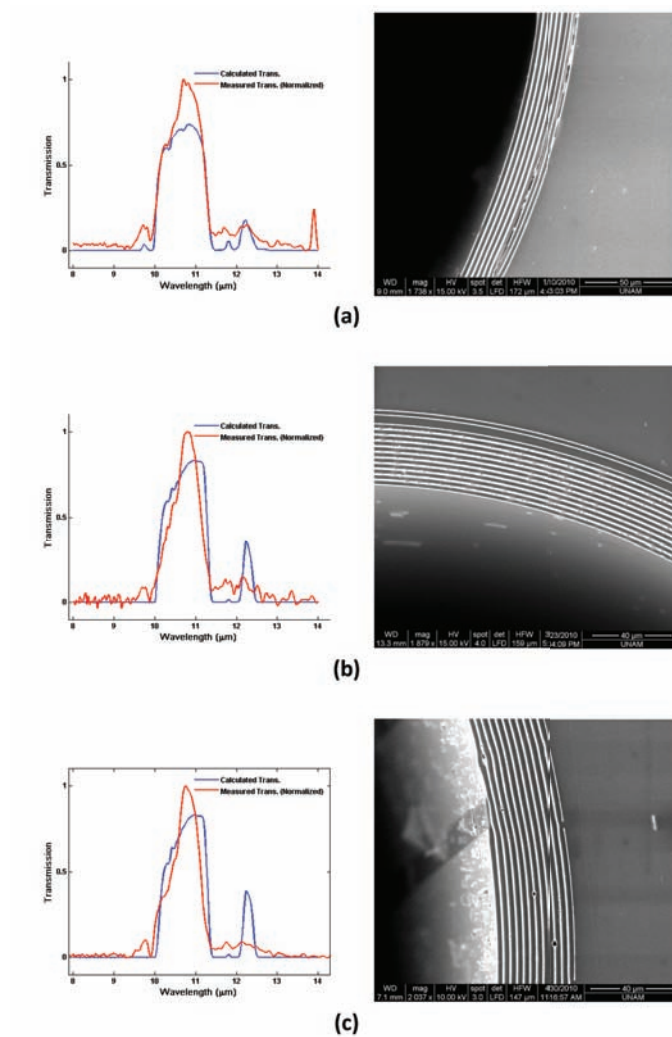 Calculated Trans.
Measured Trans. (Normalized)
1
0.5
0
Transmission
8 9 10 11 12 13 14
Wavelength (μm)
WD mag HV spot det HFW 50 μm
9.0 mm 1 738 x 15.00 kV 3.5 LFD 172 μm UNAM
(a)
Calculated Trans.
Measured Trans. (Normalized)
1
0.5
0
Transmission
8 9 10 11 12 13 14
Wavelength (μm)
WD mag HV spot det HFW 40 μm
13.3 mm 1 879 x 15.00 kV 4.0 LFD 159 μm UNAM
(b)
Calculated Trans.
Measured Trans. (Normalized)
1
0.5
0
Transmission
8 9 10 11 12 13 14
Wavelength (μm)
WD mag HV spot det HFW 40 μm
7.1 mm 2 037 x 10.00 kV 3.0 LFD 147 μm UNAM
(c)